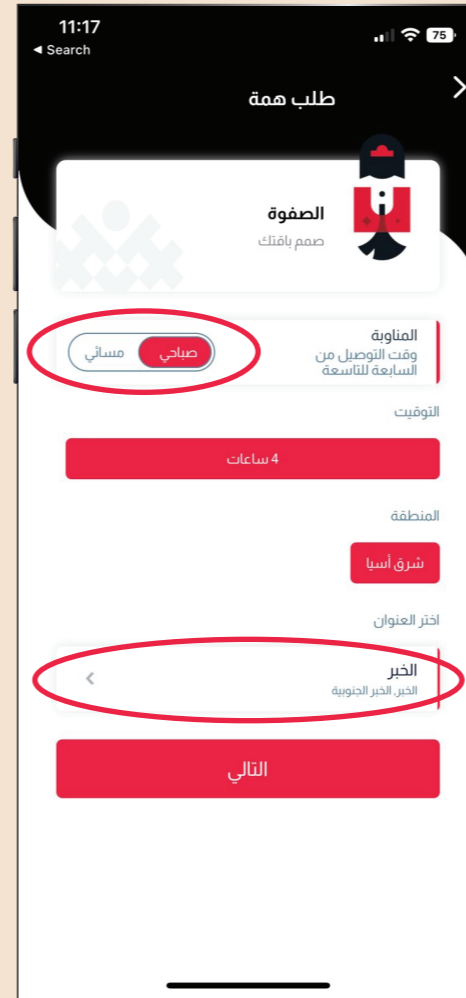 11:17
75
◀ Search
طلب همة
الصفوة
صمم باقتك
المناوبة
وقت التوصيل من
السابعة للتاسعة
صباحي
مسائي
التوقيت
4 ساعات
المنطقة
شرق أسيا
اختر العنوان
الخبر
الخبر, الخبر الجنوبية
التالي